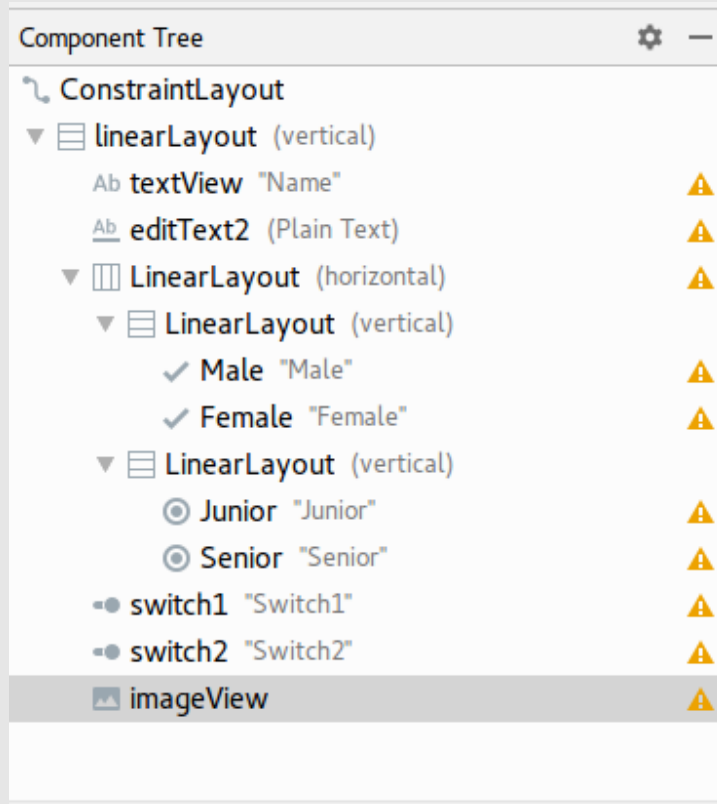 Component Tree
ConstraintLayout
linearLayout (vertical)
Ab textView "Name"
Ab editText2 (Plain Text)
LinearLayout (horizontal)
LinearLayout (vertical)
Male "Male"
Female "Female"
LinearLayout (vertical)
Junior "Junior"
Senior "Senior"
switch1 "Switch1"
switch2 "Switch2"
imageView